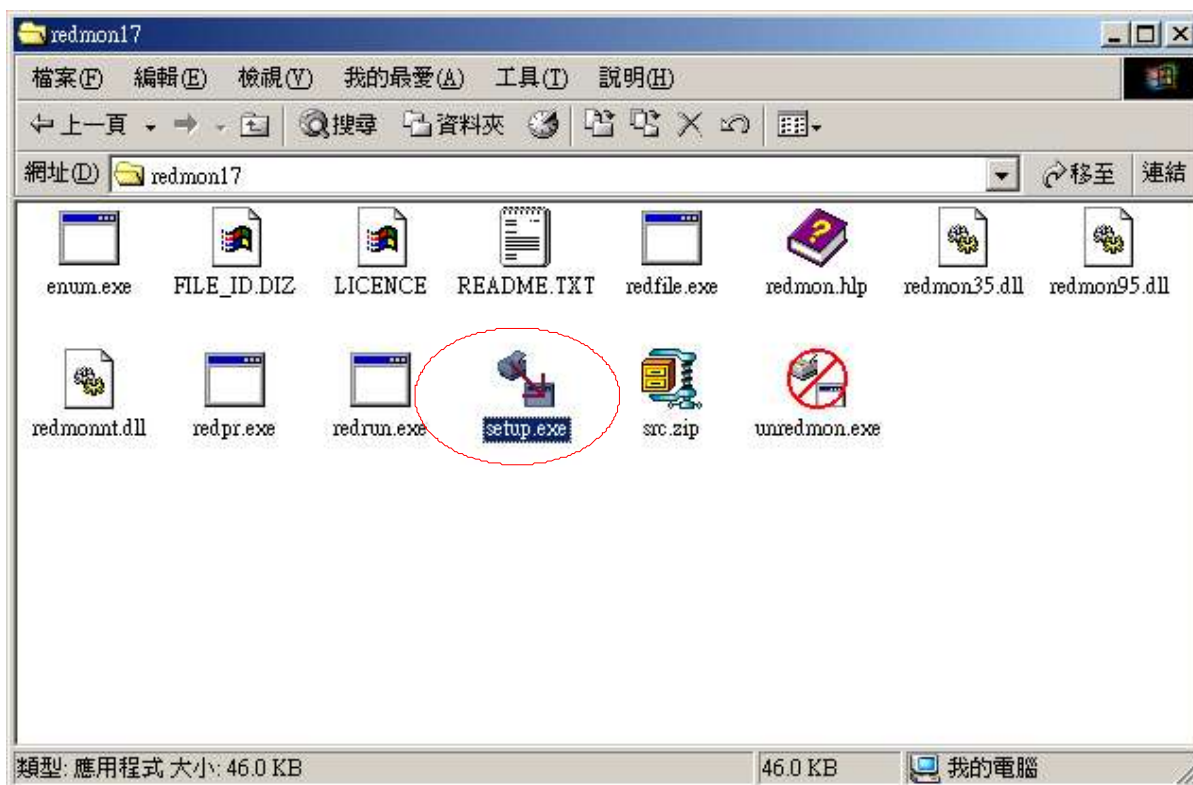 redmon17
檔案(F) 編輯(E) 檢視(V) 我的最愛(A) 工具(T) 說明(H)
上一頁 搜尋 資料夾
網址(D) redmon17 移至 連結
enum.exe FILE_ID.DIZ LICENCE README.TXT redfile.exe redmon.hlp redmon35.dll redmon95.dll
redmonnt.dll redpr.exe redrun.exe setup.exe src.zip unredmon.exe
類型: 應用程式 大小: 46.0 KB 46.0 KB 我的電腦